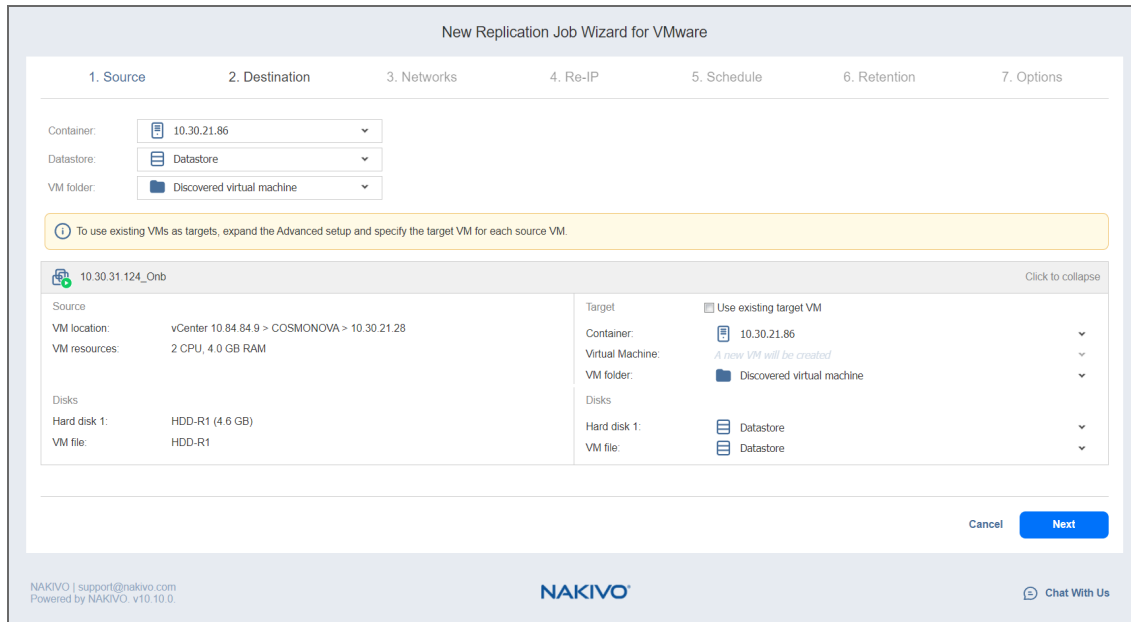 New Replication Job Wizard for VMware
1. Source 2. Destination 3. Networks 4. Re-IP 5. Schedule 6. Retention 7. Options
Container: 10.30.21.86
Datastore: Datastore
VM folder: Discovered virtual machine
To use existing VMs as targets, expand the Advanced setup and specify the target VM for each source VM.
10.30.31.124_Onb Click to collapse
Source
VM location: vCenter 10.84.84.9 > COSMONOVA > 10.30.21.28
VM resources: 2 CPU, 4.0 GB RAM
Target Use existing target VM
Container: 10.30.21.86
Virtual Machine: A new VM will be created
VM folder: Discovered virtual machine
Disks
Hard disk 1: HDD-R1 (4.6 GB)
VM file: HDD-R1
Disks
Hard disk 1: Datastore
VM file: Datastore
Cancel Next
NAKIVO | support@nakivo.com
Powered by NAKIVO. v10.10.0.
NAKIVO®
Chat With Us